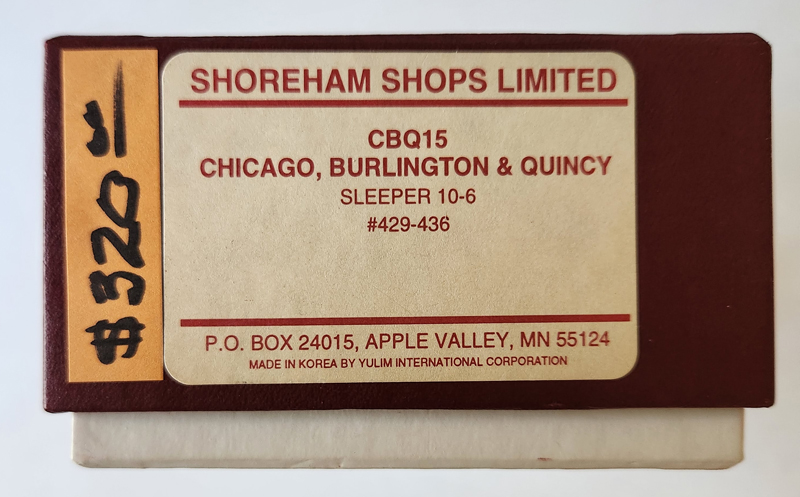 SHOREHAM SHOPS LIMITED
CBQ15
CHICAGO, BURLINGTON & QUINCY
SLEEPER 10-6
#429-436
P.O. BOX 24015, APPLE VALLEY, MN 55124
MADE IN KOREA BY YULIM INTERNATIONAL CORPORATION
$320